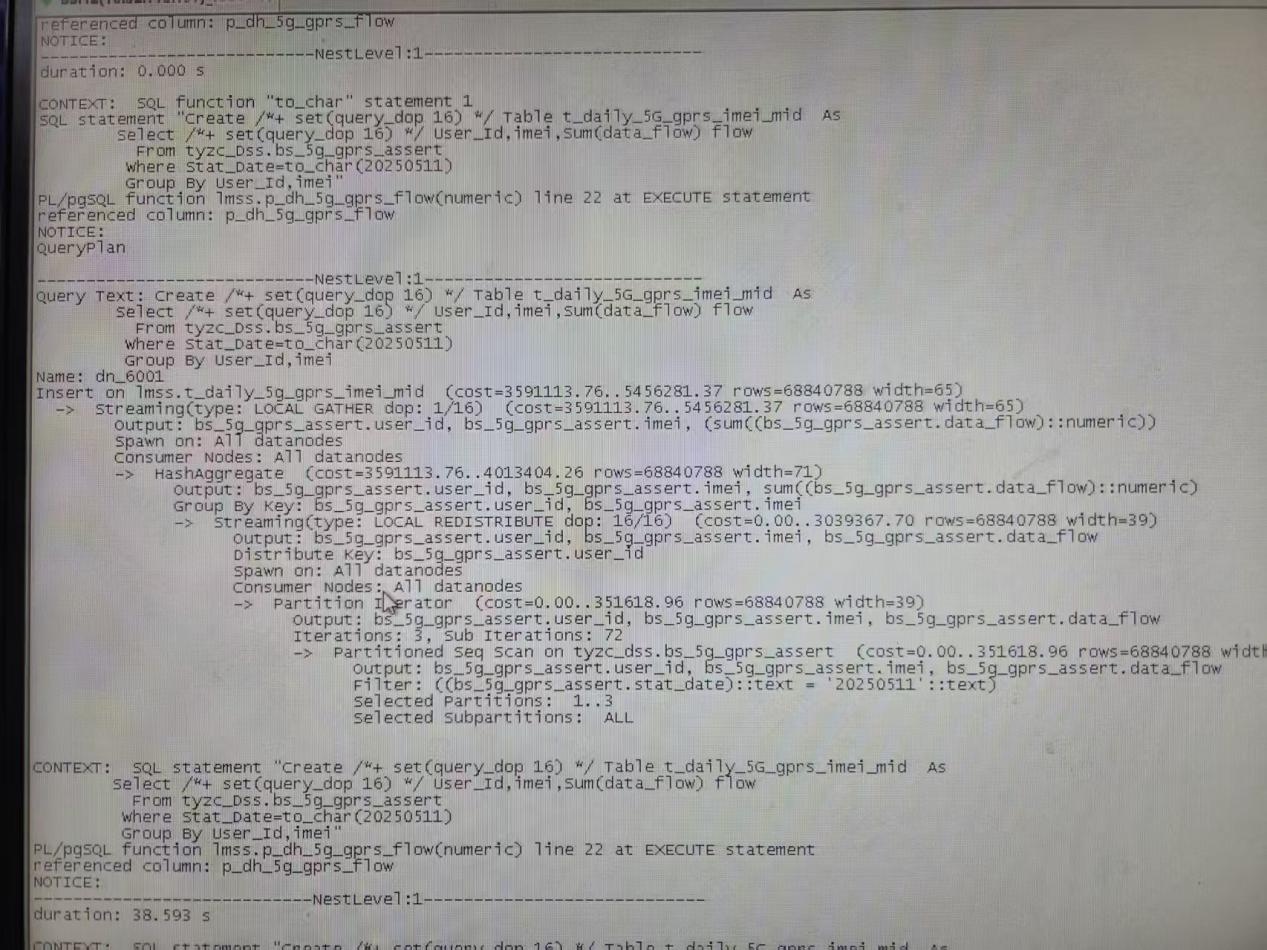 referenced column: p_dh_5g_gprs_flow
NOTICE:
----------------------------NestLevel:1----------------------------
duration: 0.000 s
CONTEXT:  SQL function "to_char" statement 1
SQL statement "Create /*+ set(query_dop 16) */ Table t_daily_5G_gprs_imei_mid  As
Select /*+ set(query_dop 16) */ User_Id,imei,Sum(data_flow) flow
From tyzc_Dss.bs_5g_gprs_assert
Where Stat_Date=to_char(20250511)
Group By User_Id,imei"
PL/pgSQL function lmss.p_dh_5g_gprs_flow(numeric) line 22 at EXECUTE statement
referenced column: p_dh_5g_gprs_flow
NOTICE:
QueryPlan
----------------------------NestLevel:1----------------------------
Query Text: Create /*+ set(query_dop 16) */ Table t_daily_5G_gprs_imei_mid  As
Select /*+ set(query_dop 16) */ User_Id,imei,Sum(data_flow) flow
From tyzc_Dss.bs_5g_gprs_assert
Where Stat_Date=to_char(20250511)
Group By User_Id,imei
Name: dn_6001
Insert on lmss.t_daily_5g_gprs_imei_mid  (cost=3591113.76..5456281.37 rows=68840788 width=65)
->  Streaming(type: LOCAL GATHER dop: 1/16)  (cost=3591113.76..5456281.37 rows=68840788 width=65)
Output: bs_5g_gprs_assert.user_id, bs_5g_gprs_assert.imei, (sum((bs_5g_gprs_assert.data_flow)::numeric))
Spawn on: All datanodes
Consumer Nodes: All datanodes
->  HashAggregate  (cost=3591113.76..4013404.26 rows=68840788 width=71)
Output: bs_5g_gprs_assert.user_id, bs_5g_gprs_assert.imei, sum((bs_5g_gprs_assert.data_flow)::numeric)
Group By Key: bs_5g_gprs_assert.user_id, bs_5g_gprs_assert.imei
->  Streaming(type: LOCAL REDISTRIBUTE dop: 16/16)  (cost=0.00..3039367.70 rows=68840788 width=39)
Output: bs_5g_gprs_assert.user_id, bs_5g_gprs_assert.imei, bs_5g_gprs_assert.data_flow
Distribute Key: bs_5g_gprs_assert.user_id
Spawn on: All datanodes
Consumer Nodes: All datanodes
->  Partition Iterator  (cost=0.00..351618.96 rows=68840788 width=39)
Output: bs_5g_gprs_assert.user_id, bs_5g_gprs_assert.imei, bs_5g_gprs_assert.data_flow
Iterations: 3, Sub Iterations: 72
->  Partitioned Seq Scan on tyzc_dss.bs_5g_gprs_assert  (cost=0.00..351618.96 rows=68840788 widt
Output: bs_5g_gprs_assert.user_id, bs_5g_gprs_assert.imei, bs_5g_gprs_assert.data_flow
Filter: ((bs_5g_gprs_assert.stat_date)::text = '20250511'::text)
Selected Partitions:  1..3
Selected Subpartitions:  ALL
CONTEXT:  SQL statement "Create /*+ set(query_dop 16) */ Table t_daily_5G_gprs_imei_mid  As
Select /*+ set(query_dop 16) */ User_Id,imei,Sum(data_flow) flow
From tyzc_Dss.bs_5g_gprs_assert
Where Stat_Date=to_char(20250511)
Group By User_Id,imei"
PL/pgSQL function lmss.p_dh_5g_gprs_flow(numeric) line 22 at EXECUTE statement
referenced column: p_dh_5g_gprs_flow
NOTICE:
----------------------------NestLevel:1----------------------------
duration: 38.593 s
CONTEXT:  SQL statement "Create /*+ set(query_dop 16) */ Table t_daily_5G_gprs_imei_mid  As